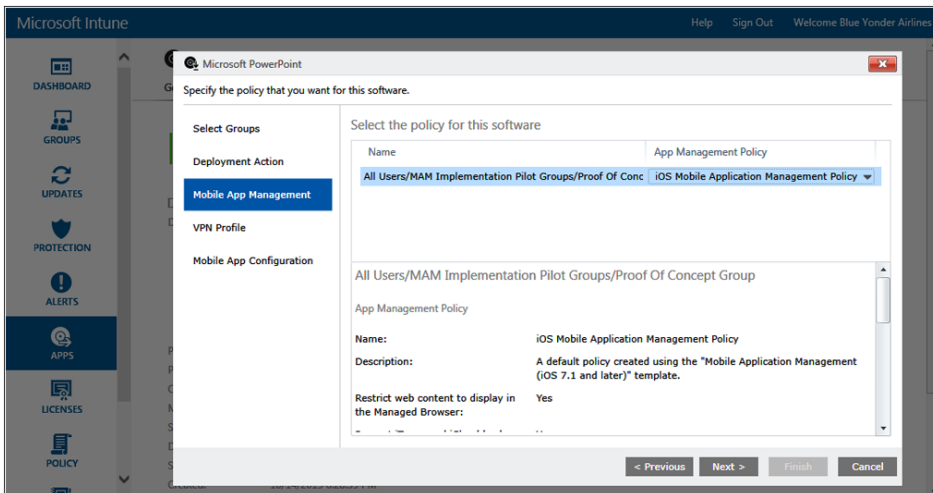 Microsoft Intune
Help Sign Out Welcome Blue Yonder Airlines
DASHBOARD
GROUPS
UPDATES
PROTECTION
ALERTS
APPS
LICENSES
POLICY
Microsoft PowerPoint
Specify the policy that you want for this software.
Select Groups
Deployment Action
Mobile App Management
VPN Profile
Mobile App Configuration
Select the policy for this software
Name App Management Policy
All Users/MAM Implementation Pilot Groups/Proof Of Conc iOS Mobile Application Management Policy
All Users/MAM Implementation Pilot Groups/Proof Of Concept Group
App Management Policy
Name: iOS Mobile Application Management Policy
Description: A default policy created using the "Mobile Application Management
(iOS 7.1 and later)" template.
Restrict web content to display in Yes
the Managed Browser:
< Previous Next > Finish Cancel